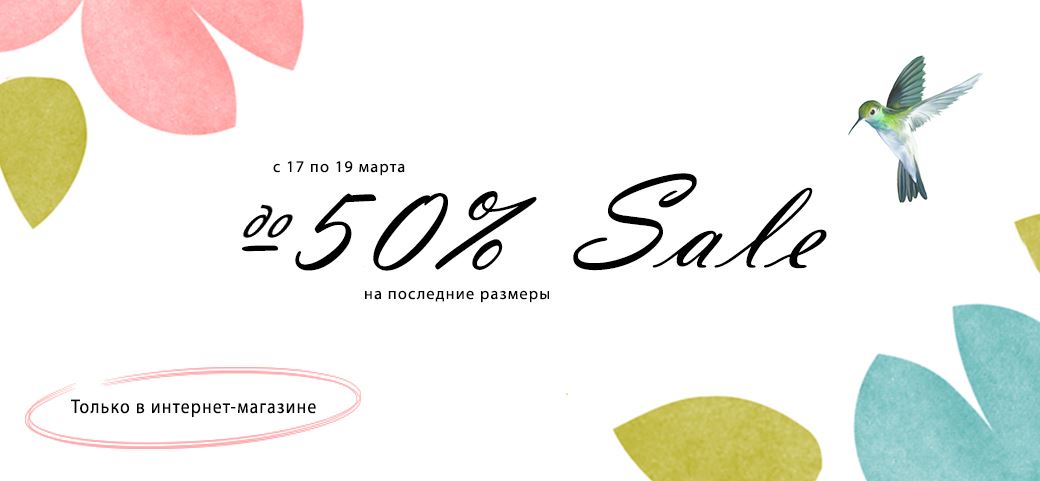 с 17 по 19 марта
до 50% Sale
на последние размеры
Только в интернет-магазине